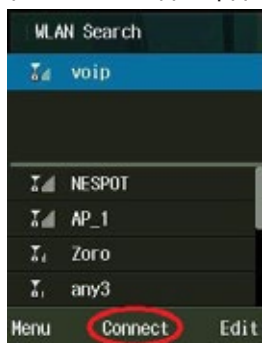 WLAN Search
voip
NESPOT
AP_1
Zoro
any3
Menu Connect Edit